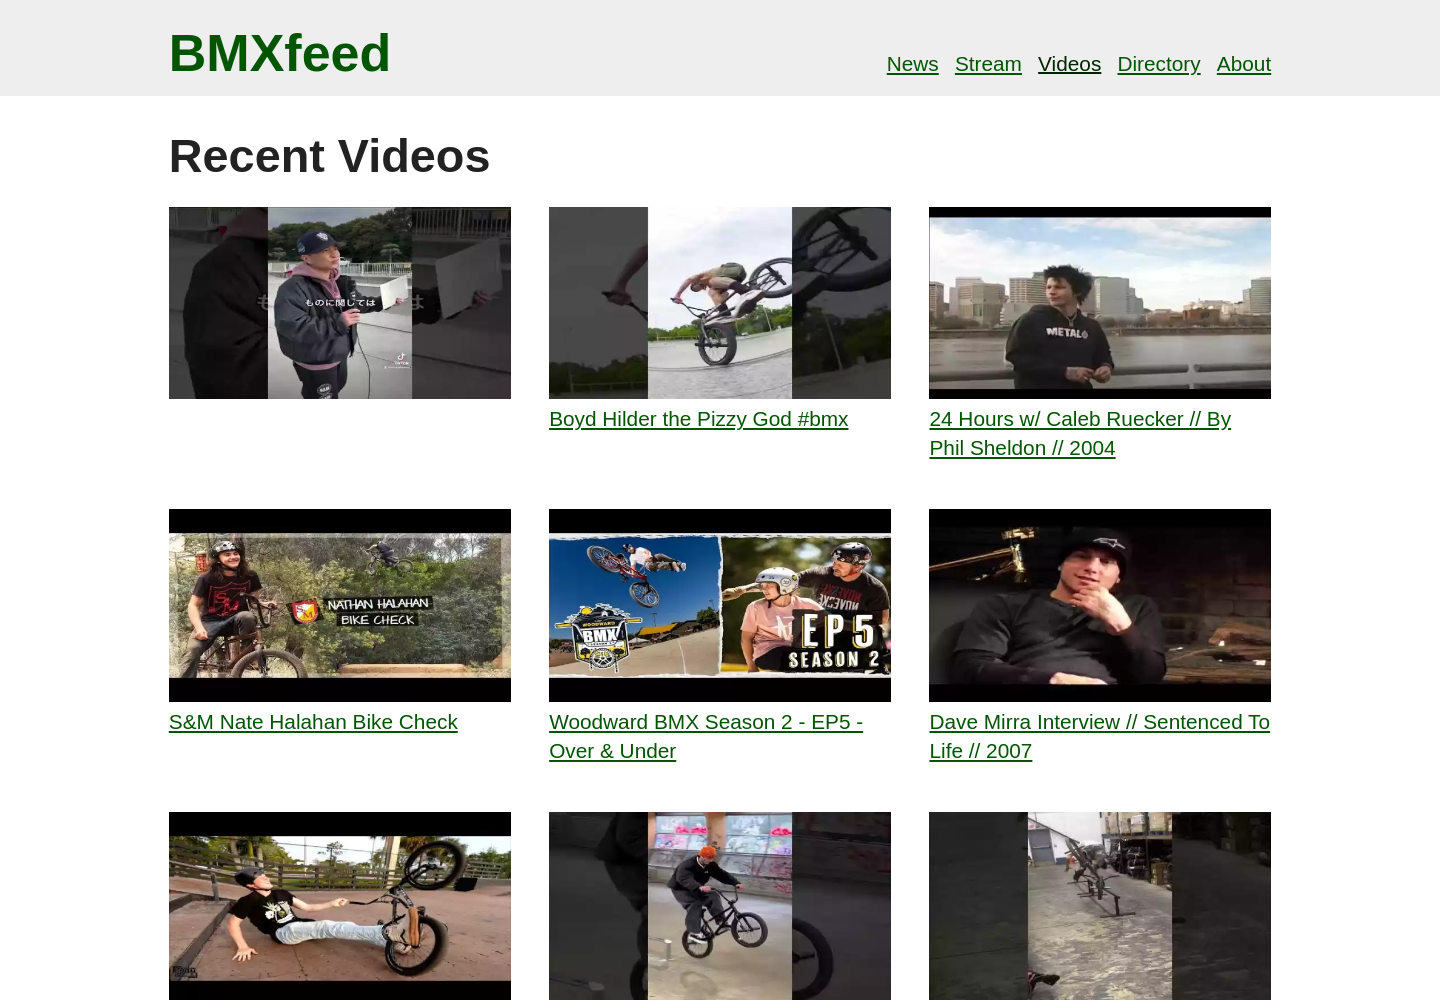 BMXfeed
News Stream Videos Directory About
Recent Videos
ものに関しては
METAL
Boyd Hilder the Pizzy God #bmx
24 Hours w/ Caleb Ruecker // By
Phil Sheldon // 2004
NATHAN HALAHAN
BIKE CHECK
WOODWARD
BMX
EP5
SEASON 2
S&M Nate Halahan Bike Check
Woodward BMX Season 2 - EP5 -
Over & Under
Dave Mirra Interview // Sentenced To
Life // 2007